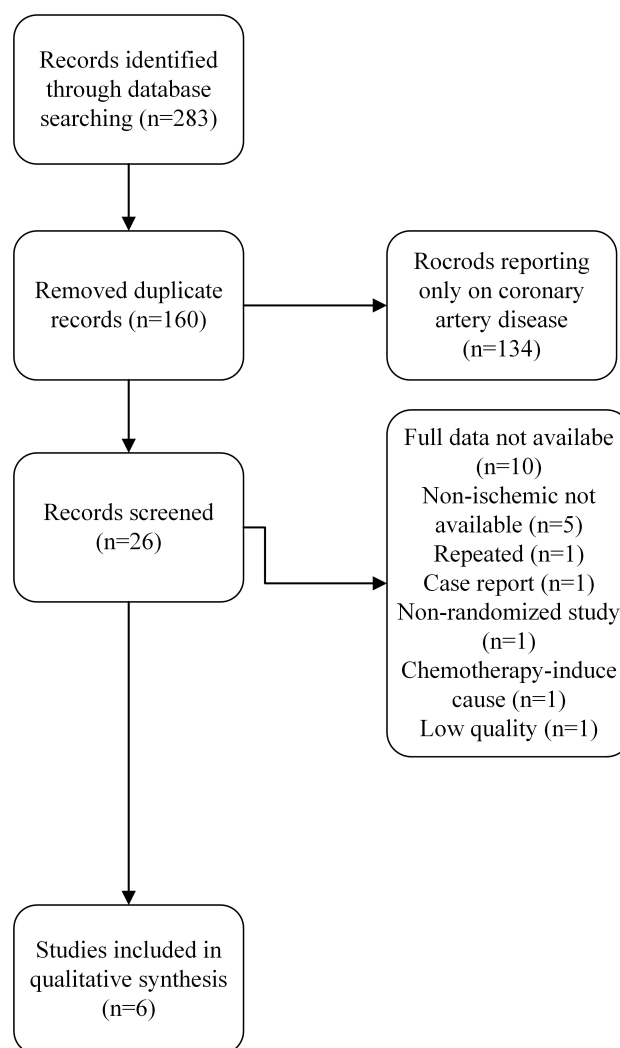 Records identified
through database
searching (n=283)
Removed duplicate
records (n=160)
Rocrods reporting
only on coronary
artery disease
(n=134)
Records screened
(n=26)
Full data not availabe
(n=10)
Non-ischemic not
available (n=5)
Repeated (n=1)
Case report (n=1)
Non-randomized study
(n=1)
Chemotherapy-induce
cause (n=1)
Low quality (n=1)
Studies included in
qualitative synthesis
(n=6)